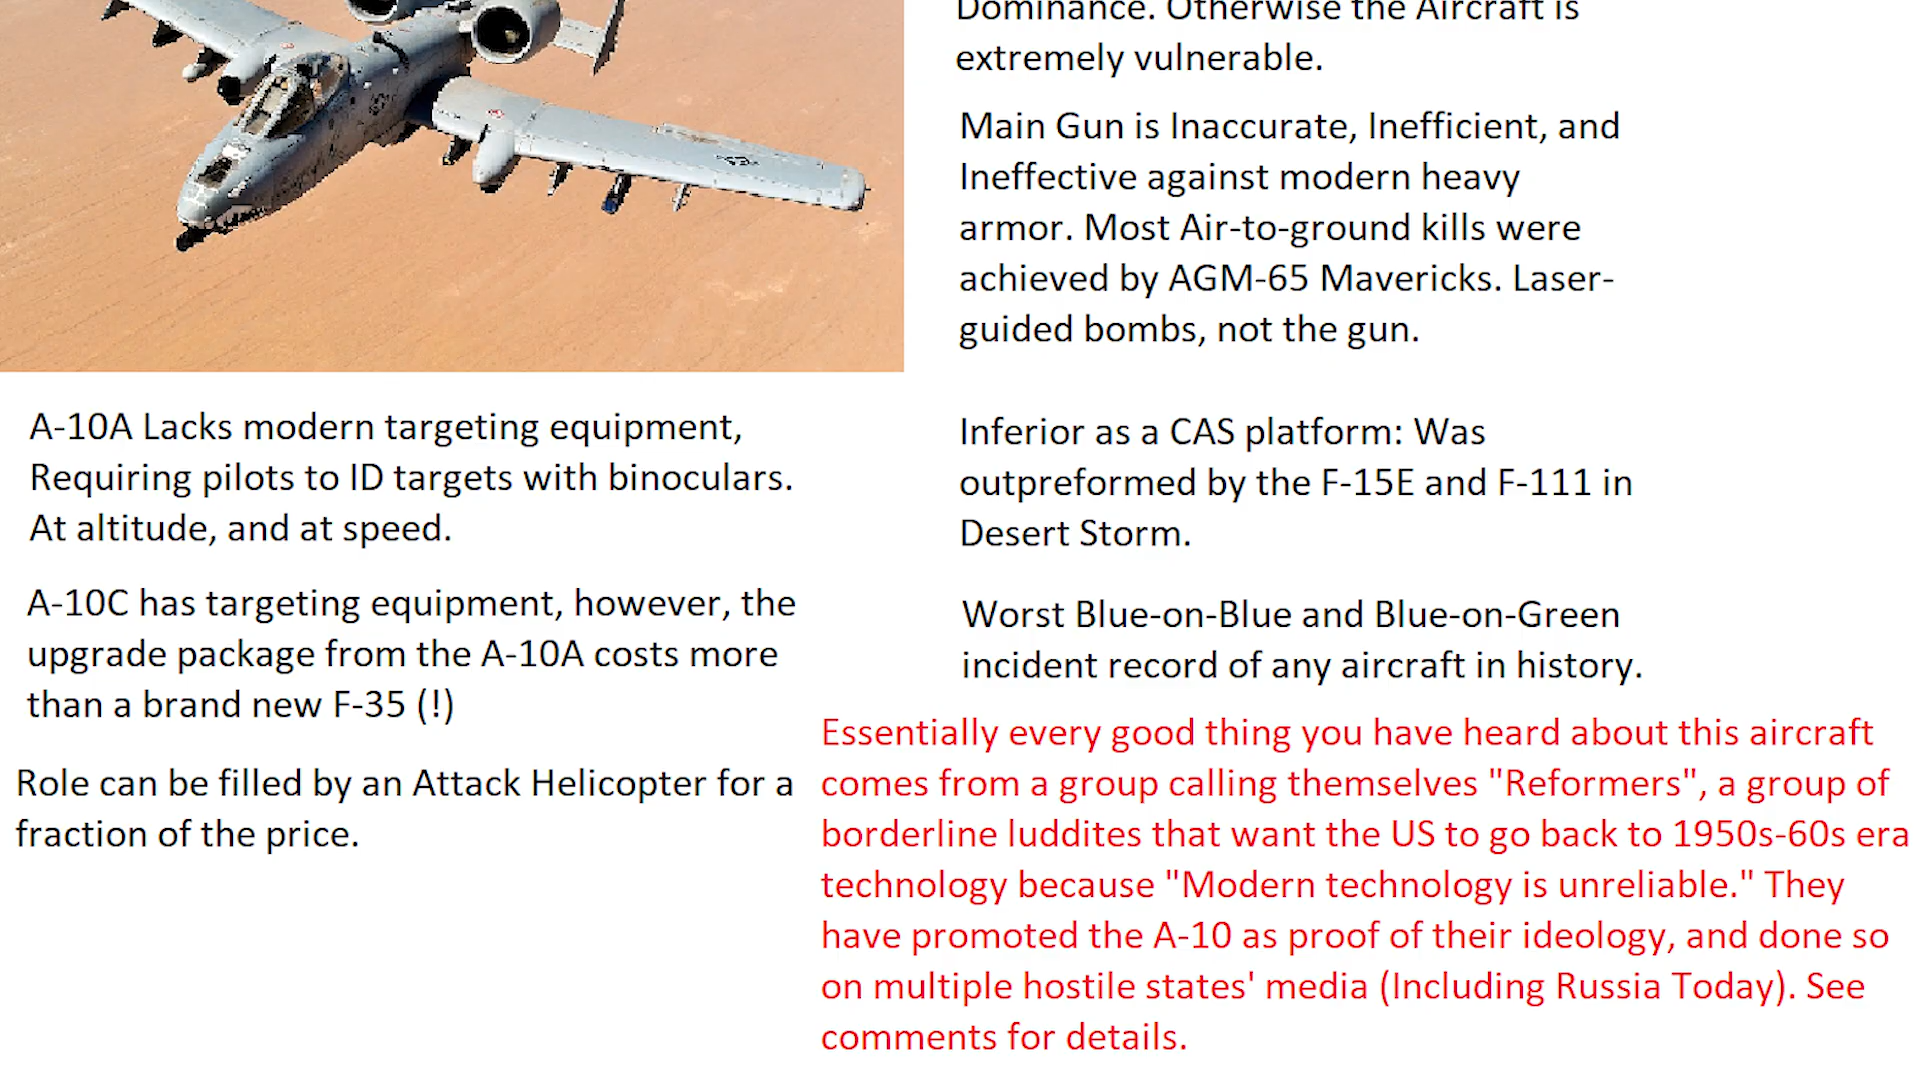 Dominance. Otherwise the Aircraft is
extremely vulnerable.
Main Gun is Inaccurate, Inefficient, and
Ineffective against modern heavy
armor. Most Air-to-ground kills were
achieved by AGM-65 Mavericks. Laser-
guided bombs, not the gun.
A-10A Lacks modern targeting equipment,
Requiring pilots to ID targets with binoculars.
At altitude, and at speed.
A-10C has targeting equipment, however, the
upgrade package from the A-10A costs more
than a brand new F-35 (!)
Role can be filled by an Attack Helicopter for a
fraction of the price.
Inferior as a CAS platform: Was
outpreformed by the F-15E and F-111 in
Desert Storm.
Worst Blue-on-Blue and Blue-on-Green
incident record of any aircraft in history.
Essentially every good thing you have heard about this aircraft
comes from a group calling themselves "Reformers", a group of
borderline luddites that want the US to go back to 1950s-60s era
technology because "Modern technology is unreliable." They
have promoted the A-10 as proof of their ideology, and done so
on multiple hostile states' media (Including Russia Today). See
comments for details.